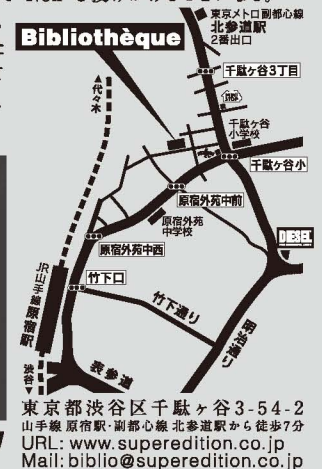 東京メトロ副都心線
北参道駅
2番出口
Bibliothèque
千駄ヶ谷3丁目
▲代々木
千駄ヶ谷
小学校
千駄ヶ谷小
原宿外苑中前
原宿外苑
中学校
DIESEL
原宿外苑中西
竹下口
JR山手線
原宿駅
竹下通り
明治通り
渋谷▼
表参道
東京都渋谷区千駄ヶ谷3-54-2
山手線 原宿駅・副都心線 北参道駅から徒歩7分
URL: www.superedition.co.jp
Mail: biblio@superedition.co.jp